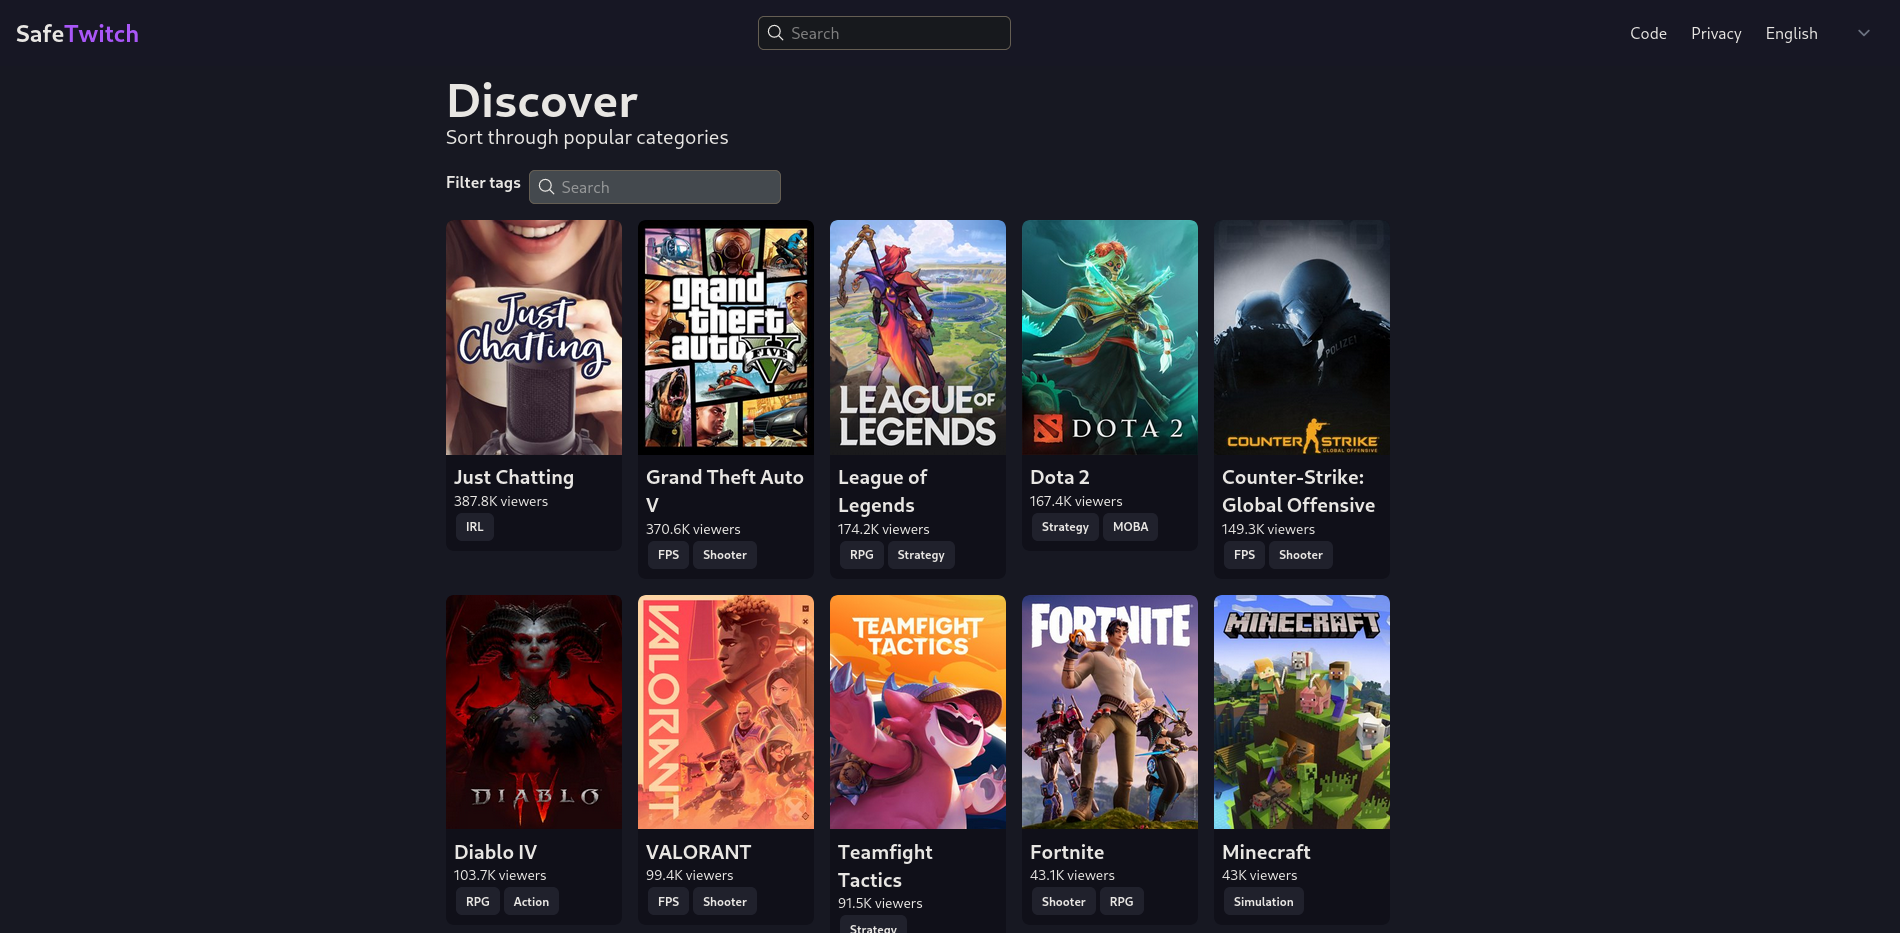 SafeTwitch
Search
Code
Privacy
English
Discover
Sort through popular categories
Filter tags
Search
Just
Chatting
grand
theft
auto
FIVE
LEAGUE OF
LEGENDS
DOTA 2
CS:GO
POLIZEI
COUNTER STRIKE
GLOBAL OFFENSIVE
Just Chatting
387.8K viewers
IRL
Grand Theft Auto
V
370.6K viewers
FPS
Shooter
League of
Legends
174.2K viewers
RPG
Strategy
Dota 2
167.4K viewers
Strategy
MOBA
Counter-Strike:
Global Offensive
149.3K viewers
FPS
Shooter
DIABLO
IV
VALORANT
TEAMFIGHT
TACTICS
FORTNITE
MINECRAFT
Diablo IV
103.7K viewers
RPG
Action
VALORANT
99.4K viewers
FPS
Shooter
Teamfight
Tactics
91.5K viewers
Strategy
Fortnite
43.1K viewers
Shooter
RPG
Minecraft
43K viewers
Simulation